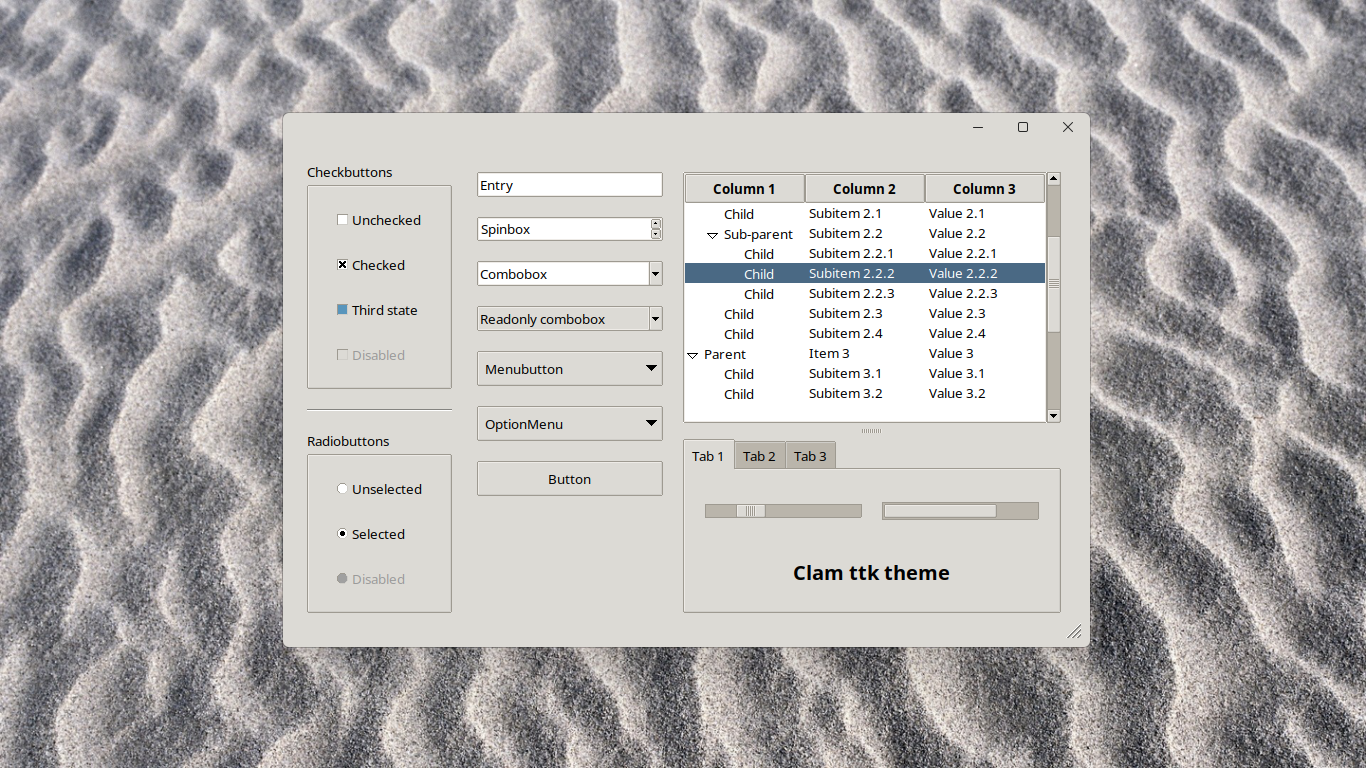 Checkbuttons
Unchecked
Checked
Third state
Disabled
Radiobuttons
Unselected
Selected
Disabled
Entry
Spinbox
Combobox
Readonly combobox
Menubutton
OptionMenu
Button
Column 1 Column 2 Column 3
Child Subitem 2.1 Value 2.1
Sub-parent Subitem 2.2 Value 2.2
Child Subitem 2.2.1 Value 2.2.1
Child Subitem 2.2.2 Value 2.2.2
Child Subitem 2.2.3 Value 2.2.3
Child Subitem 2.3 Value 2.3
Child Subitem 2.4 Value 2.4
Parent Item 3 Value 3
Child Subitem 3.1 Value 3.1
Child Subitem 3.2 Value 3.2
Tab 1 Tab 2 Tab 3
Clam ttk theme